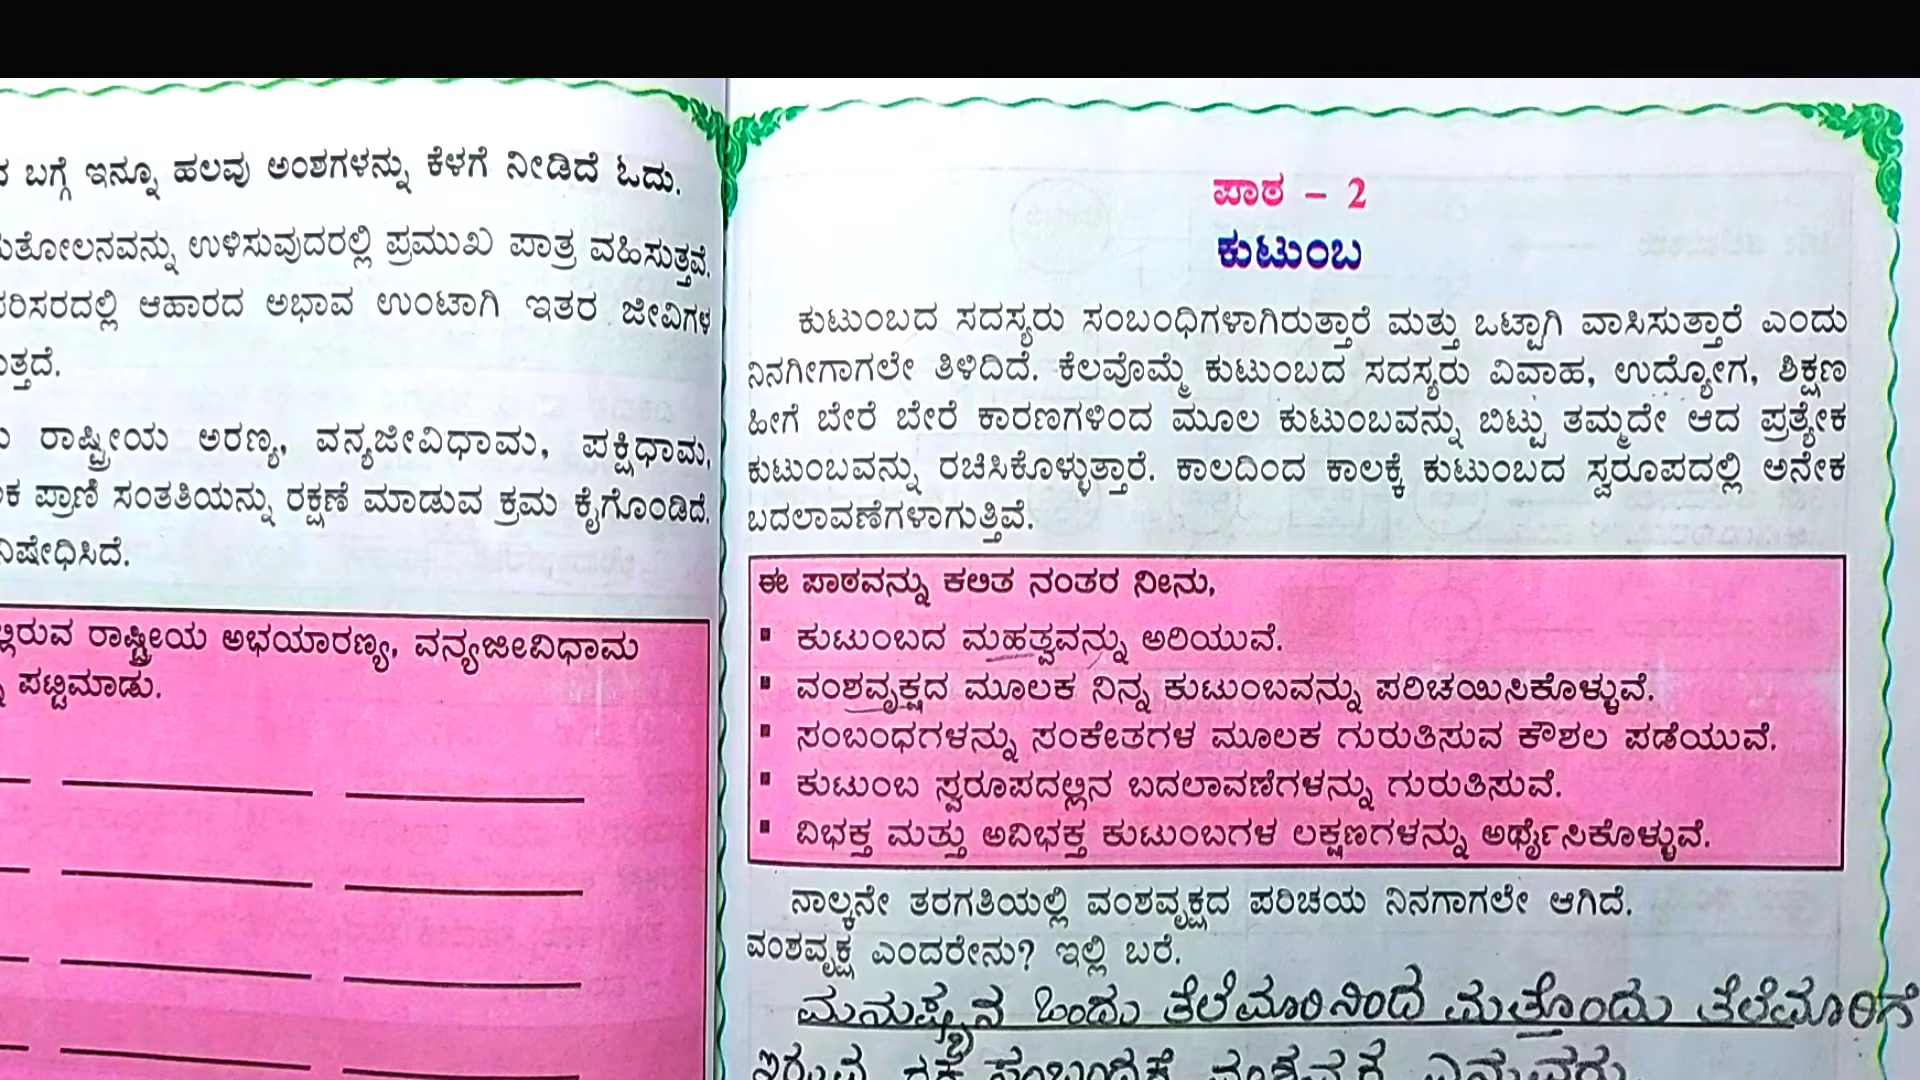 ಬಗ್ಗೆ ಇನ್ನೂ ಹಲವು ಅಂಶಗಳನ್ನು ಕೆಳಗೆ ನೀಡಿದೆ ಓದು.
ಉಳಿಸುವುದರಲ್ಲಿ ಪ್ರಮುಖ ಪಾತ್ರ ವಹಿಸುತ್ತವೆ.
ಆಹಾರದ ಅಭಾವ ಉಂಟಾಗಿ ಇತರ ಜೀವಿಗಳ
ರಾಷ್ಟ್ರೀಯ ಅರಣ್ಯ, ವನ್ಯಜೀವಿಧಾಮ, ಪಕ್ಷಿಧಾಮ,
ಪ್ರಾಣಿ ಸಂತತಿಯನ್ನು ರಕ್ಷಣೆ ಮಾಡುವ ಕ್ರಮ ಕೈಗೊಂಡಿದೆ.
ನಿಷೇಧಿಸಿದೆ.
ರಾಷ್ಟ್ರೀಯ ಅಭಯಾರಣ್ಯ, ವನ್ಯಜೀವಿಧಾಮ
ಪಟ್ಟಿಮಾಡು.
ಪಾಠ – 2
ಕುಟುಂಬ
ಕುಟುಂಬದ ಸದಸ್ಯರು ಸಂಬಂಧಿಗಳಾಗಿರುತ್ತಾರೆ ಮತ್ತು ಒಟ್ಟಾಗಿ ವಾಸಿಸುತ್ತಾರೆ ಎಂದು
ನಿನಗೀಗಾಗಲೇ ತಿಳಿದಿದೆ. ಕೆಲವೊಮ್ಮೆ ಕುಟುಂಬದ ಸದಸ್ಯರು ವಿವಾಹ, ಉದ್ಯೋಗ, ಶಿಕ್ಷಣ
ಹೀಗೆ ಬೇರೆ ಬೇರೆ ಕಾರಣಗಳಿಂದ ಮೂಲ ಕುಟುಂಬವನ್ನು ಬಿಟ್ಟು ತಮ್ಮದೇ ಆದ ಪ್ರತ್ಯೇಕ
ಕುಟುಂಬವನ್ನು ರಚಿಸಿಕೊಳ್ಳುತ್ತಾರೆ. ಕಾಲದಿಂದ ಕಾಲಕ್ಕೆ ಕುಟುಂಬದ ಸ್ವರೂಪದಲ್ಲಿ ಅನೇಕ
ಬದಲಾವಣೆಗಳಾಗುತ್ತಿವೆ.
ಈ ಪಾಠವನ್ನು ಕಲಿತ ನಂತರ ನೀನು,
▪ ಕುಟುಂಬದ ಮಹತ್ವವನ್ನು ಅರಿಯುವೆ.
▪ ವಂಶವೃಕ್ಷದ ಮೂಲಕ ನಿನ್ನ ಕುಟುಂಬವನ್ನು ಪರಿಚಯಿಸಿಕೊಳ್ಳುವೆ.
▪ ಸಂಬಂಧಗಳನ್ನು ಸಂಕೇತಗಳ ಮೂಲಕ ಗುರುತಿಸುವ ಕೌಶಲ ಪಡೆಯುವೆ.
▪ ಕುಟುಂಬ ಸ್ವರೂಪದಲ್ಲಿನ ಬದಲಾವಣೆಗಳನ್ನು ಗುರುತಿಸುವೆ.
▪ ವಿಭಕ್ತ ಮತ್ತು ಅವಿಭಕ್ತ ಕುಟುಂಬಗಳ ಲಕ್ಷಣಗಳನ್ನು ಅರ್ಥೈಸಿಕೊಳ್ಳುವೆ.
ನಾಲ್ಕನೇ ತರಗತಿಯಲ್ಲಿ ವಂಶವೃಕ್ಷದ ಪರಿಚಯ ನಿನಗಾಗಲೇ ಆಗಿದೆ.
ವಂಶವೃಕ್ಷ ಎಂದರೇನು? ಇಲ್ಲಿ ಬರೆ.
ಮನುಷ್ಯನ ಒಂದು ತೆಲೆಮಾರಿನಿಂದ ಮತ್ತೊಂದು ತೆಲೆಮಾರಿಗೆ